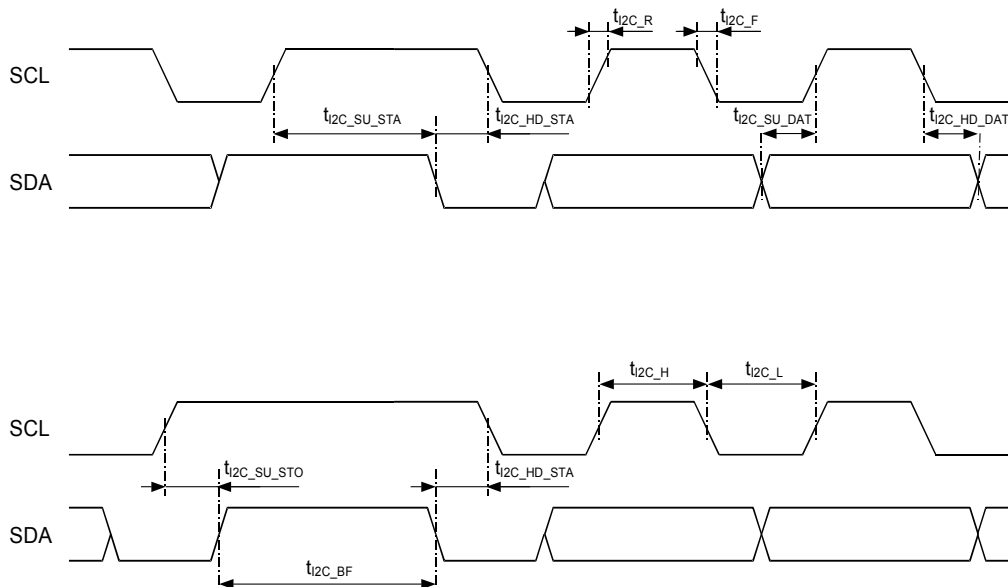 tI2C_R tI2C_F
SCL
tI2C_SU_STA tI2C_HD_STA tI2C_SU_DAT tI2C_HD_DAT
SDA
tI2C_H tI2C_L
SCL
tI2C_SU_STO tI2C_HD_STA
SDA
tI2C_BF